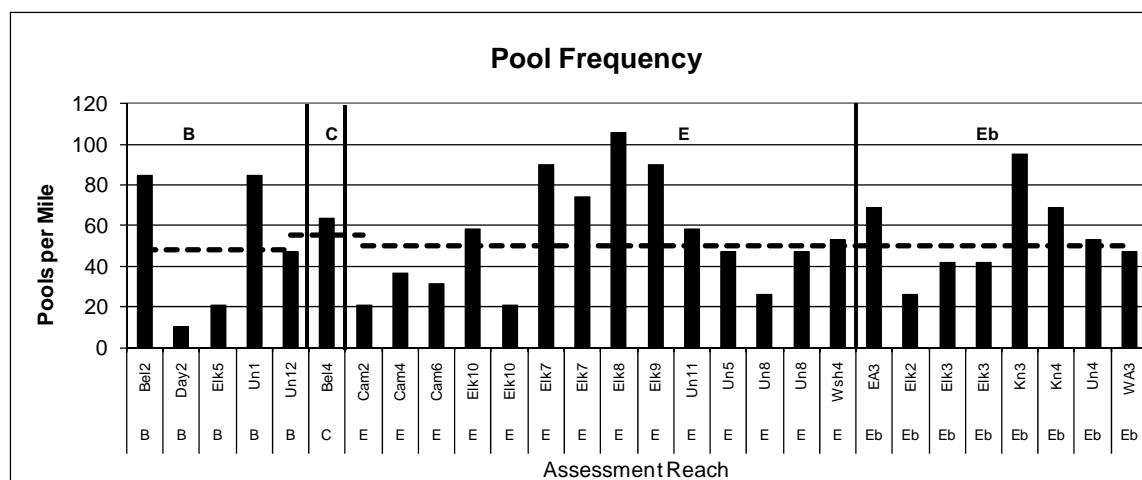 Pool Frequency
Pools per Mile
120
100
80
60
40
20
0
B C E Eb
Bel2 Day2 Elk5 Un1 Un12 Bel4 Cam2 Cam4 Cam6 Elk10 Elk10 Elk7 Elk7 Elk8 Elk9 Un11 Un5 Un8 Un8 Wsh4 EA3 Elk2 Elk3 Elk3 Kn3 Kn4 Un4 WA3
B B B B B C E E E E E E E E E E E E E E Eb Eb Eb Eb Eb Eb Eb Eb
Assessment Reach